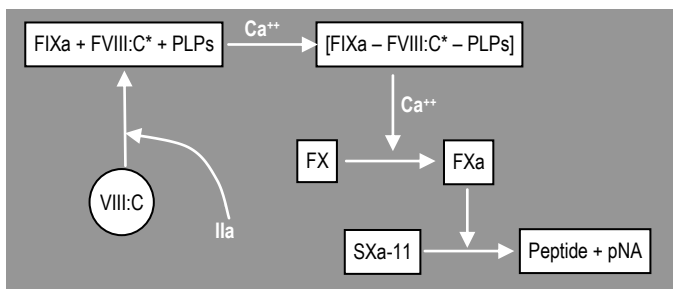 FIXa + FVIII:C* + PLPs
Ca⁺⁺
[FIXa – FVIII:C* – PLPs]
Ca⁺⁺
FX
FXa
VIII:C
IIa
SXa-11
Peptide + pNA